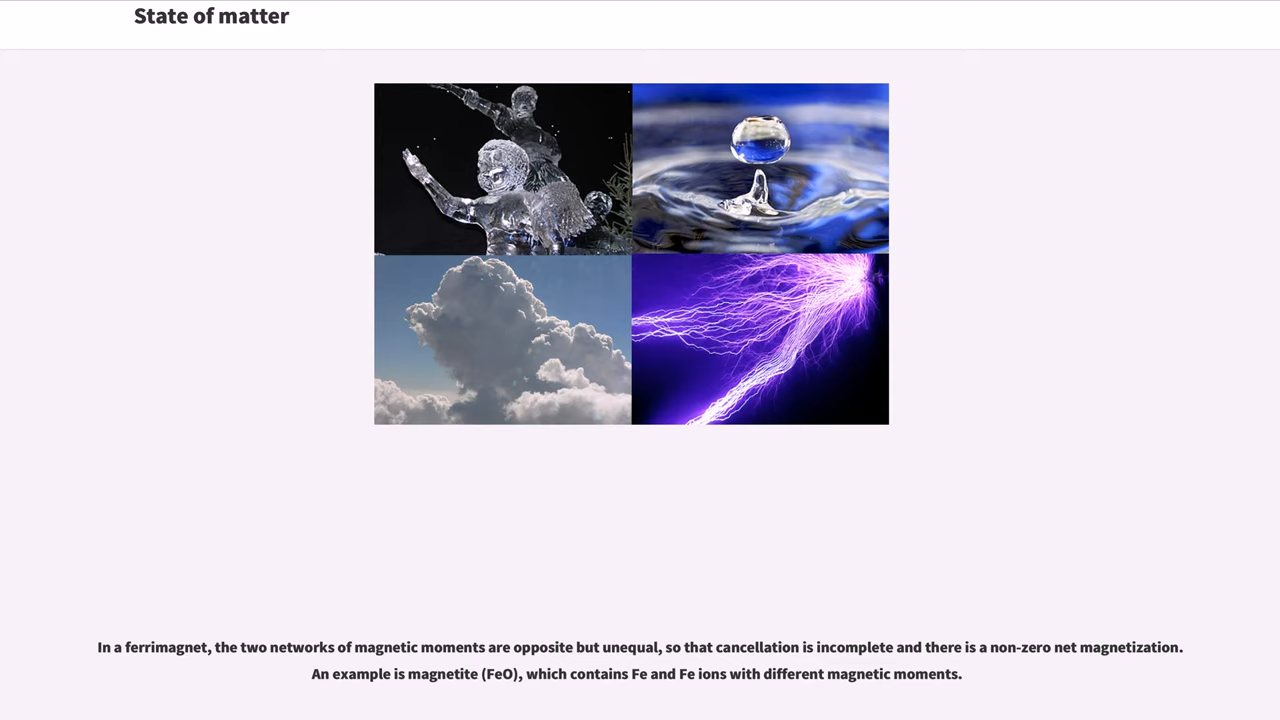 State of matter
In a ferrimagnet, the two networks of magnetic moments are opposite but unequal, so that cancellation is incomplete and there is a non-zero net magnetization.
An example is magnetite (FeO), which contains Fe and Fe ions with different magnetic moments.